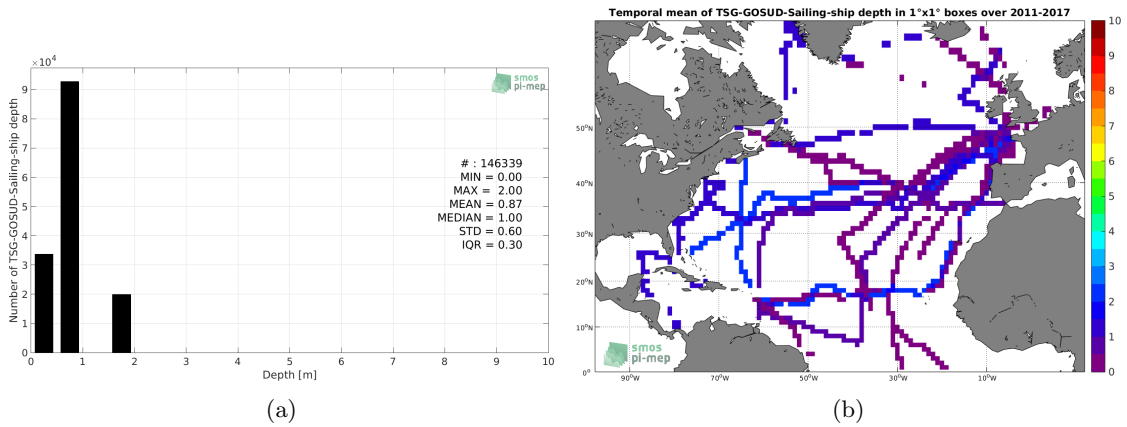 ×10⁴
9
8
7
6
5
4
3
2
1
0
Number of TSG-GOSUD-Sailing-ship depth
smos
pi-mep
# : 146339
MIN = 0.00
MAX = 2.00
MEAN = 0.87
MEDIAN = 1.00
STD = 0.60
IQR = 0.30
0 1 2 3 4 5 6 7 8 9 10
Depth [m]
(a)
Temporal mean of TSG-GOSUD-Sailing-ship depth in 1°x1° boxes over 2011-2017
50°N
40°N
30°N
20°N
10°N
0°
90°W 70°W 50°W 30°W 10°W
smos
pi-mep
10
9
8
7
6
5
4
3
2
1
0
(b)